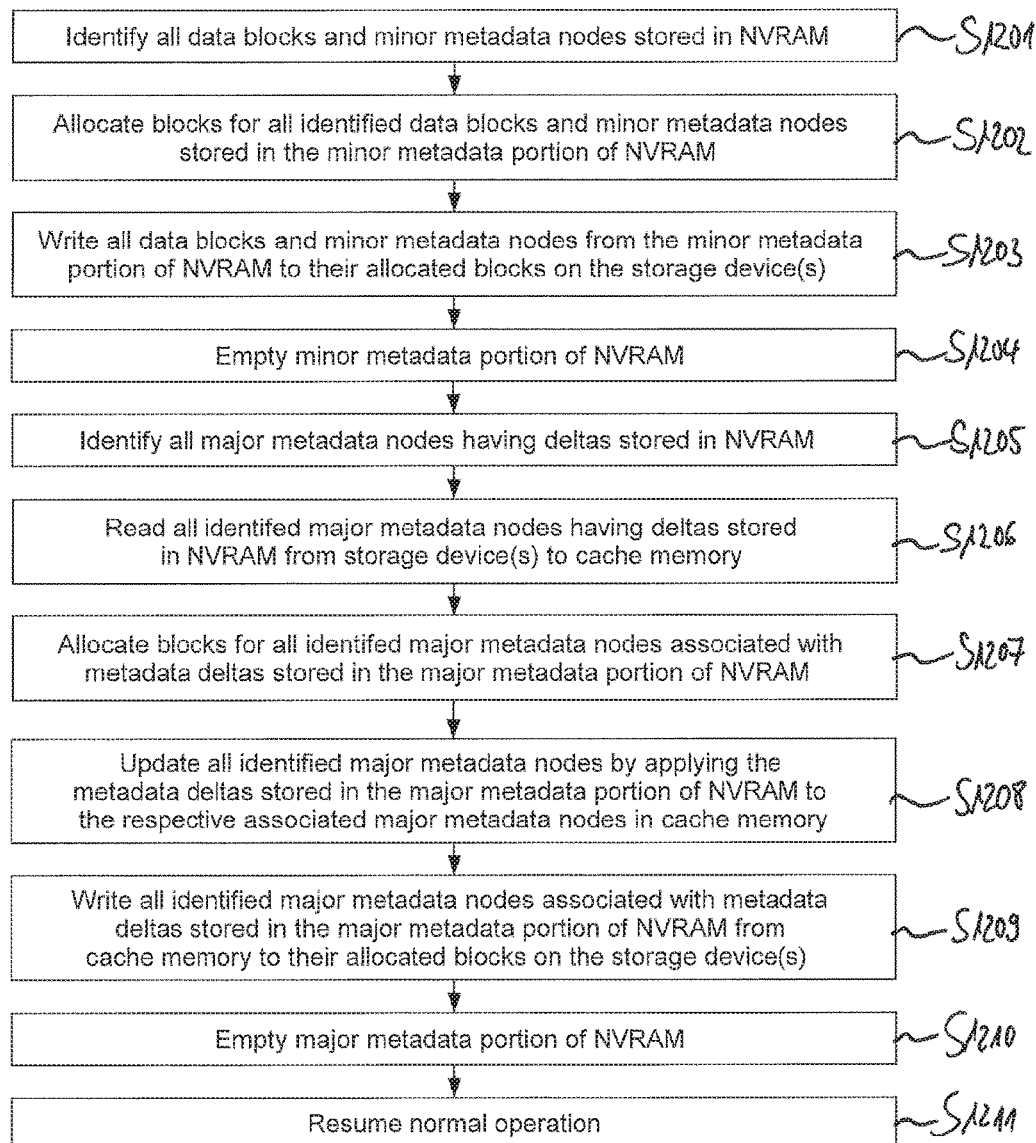 Identify all data blocks and minor metadata nodes stored in NVRAM
S1201
Allocate blocks for all identified data blocks and minor metadata nodes
stored in the minor metadata portion of NVRAM
S1202
Write all data blocks and minor metadata nodes from the minor metadata
portion of NVRAM to their allocated blocks on the storage device(s)
S1203
Empty minor metadata portion of NVRAM
S1204
Identify all major metadata nodes having deltas stored in NVRAM
S1205
Read all identifed major metadata nodes having deltas stored
in NVRAM from storage device(s) to cache memory
S1206
Allocate blocks for all identifed major metadata nodes associated with
metadata deltas stored in the major metadata portion of NVRAM
S1207
Update all identified major metadata nodes by applying the
metadata deltas stored in the major metadata portion of NVRAM to
the respective associated major metadata nodes in cache memory
S1208
Write all identified major metadata nodes associated with metadata
deltas stored in the major metadata portion of NVRAM from
cache memory to their allocated blocks on the storage device(s)
S1209
Empty major metadata portion of NVRAM
S1210
Resume normal operation
S1211